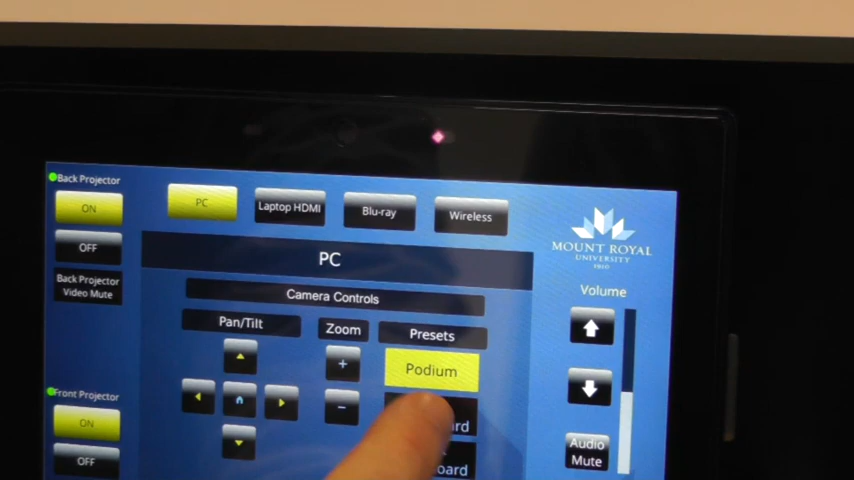 Back Projector
ON
OFF
Back Projector
Video Mute
Front Projector
ON
OFF
PC
Laptop HDMI
Blu-ray
Wireless
PC
Camera Controls
Pan/Tilt
Zoom
Presets
+
-
Podium
MOUNT ROYAL
UNIVERSITY
1910
Volume
Audio
Mute